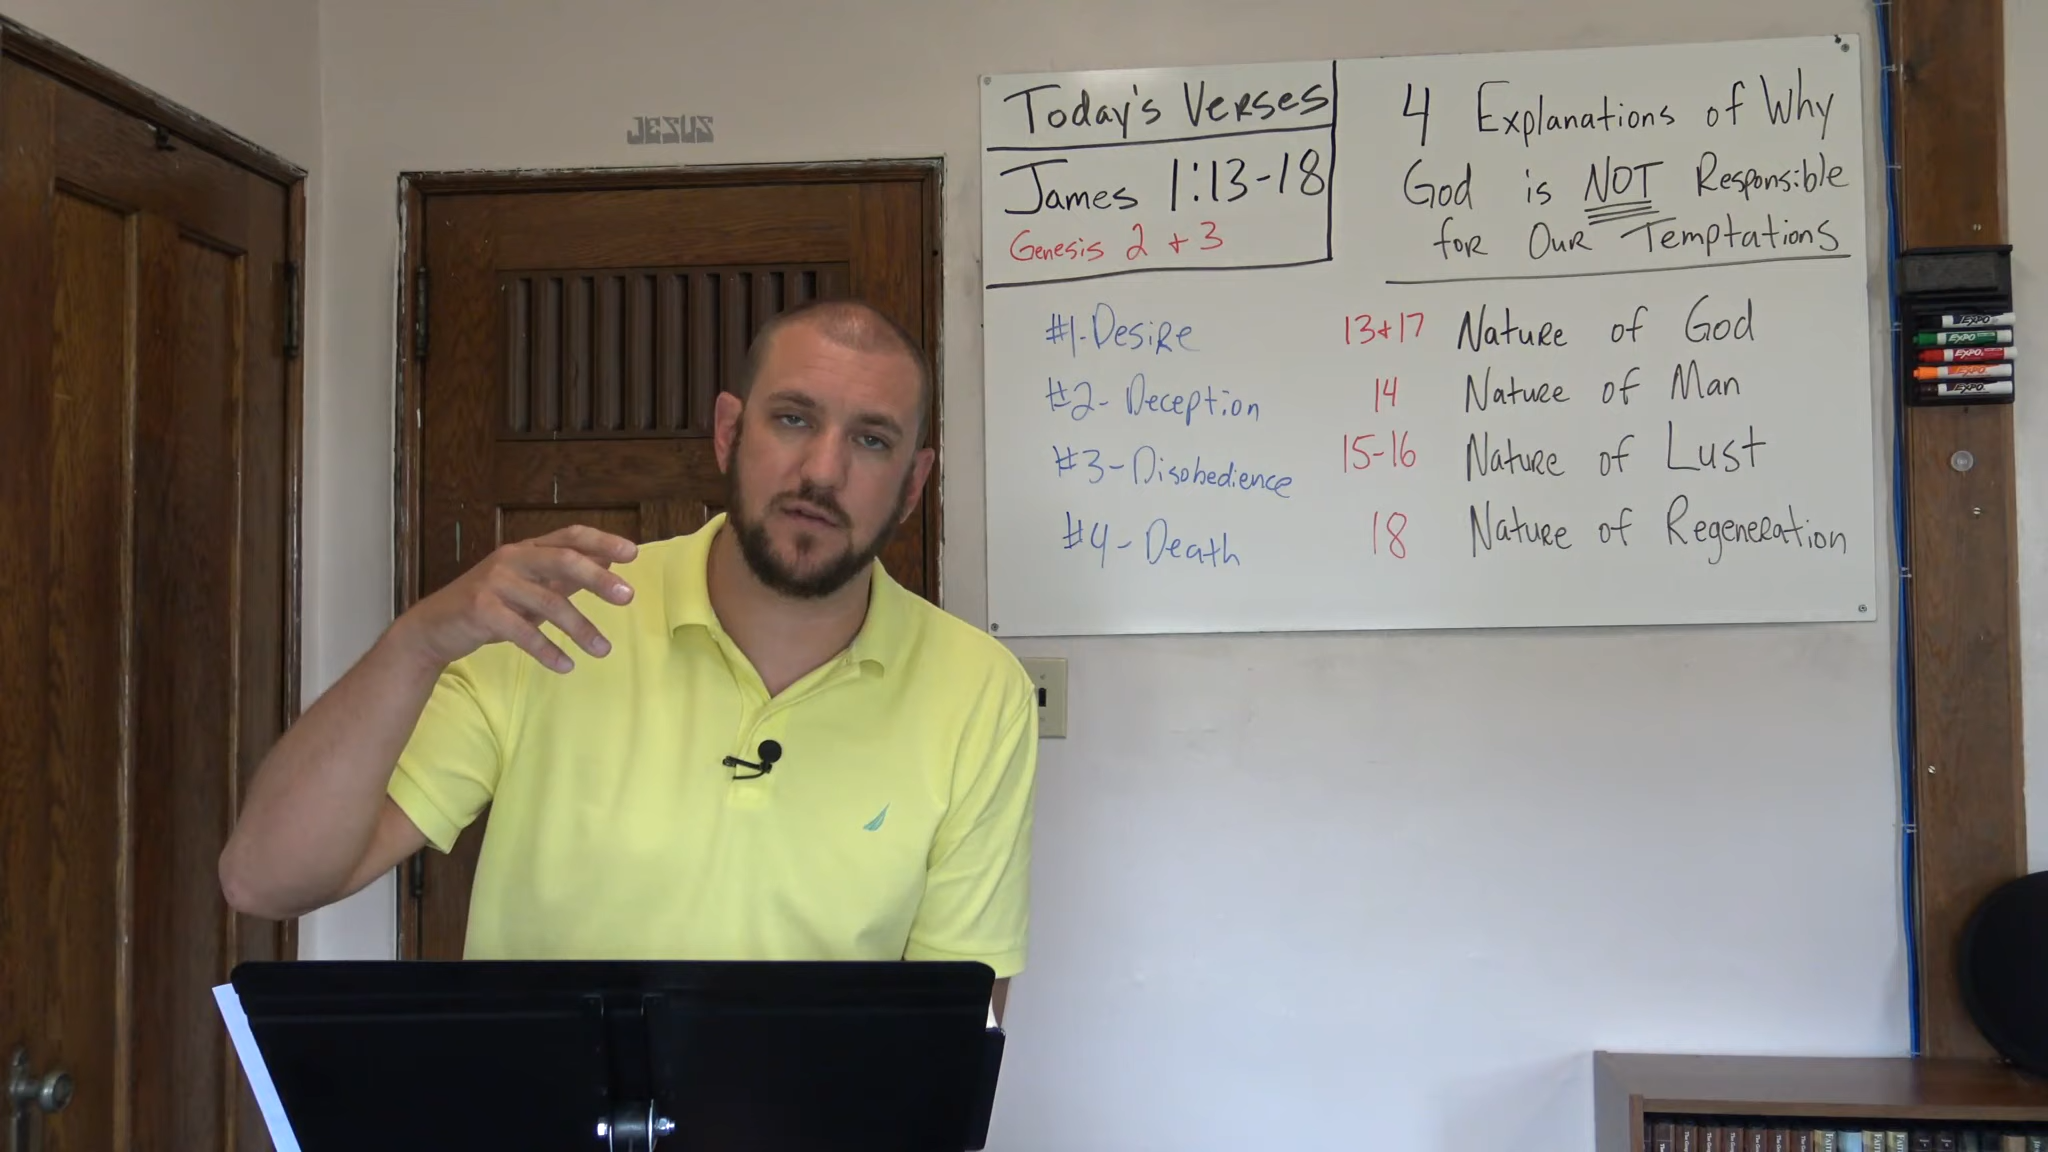 JESUS
Today's Verses
James 1:13-18
Genesis 2 + 3
4 Explanations of Why
God is NOT Responsible
for Our Temptations
#1-Desire
#2- Deception
#3-Disobedience
#4-Death
13+17 Nature of God
14 Nature of Man
15-16 Nature of Lust
18 Nature of Regeneration
EXPO
EXPO
EXPO
EXPO
EXPO